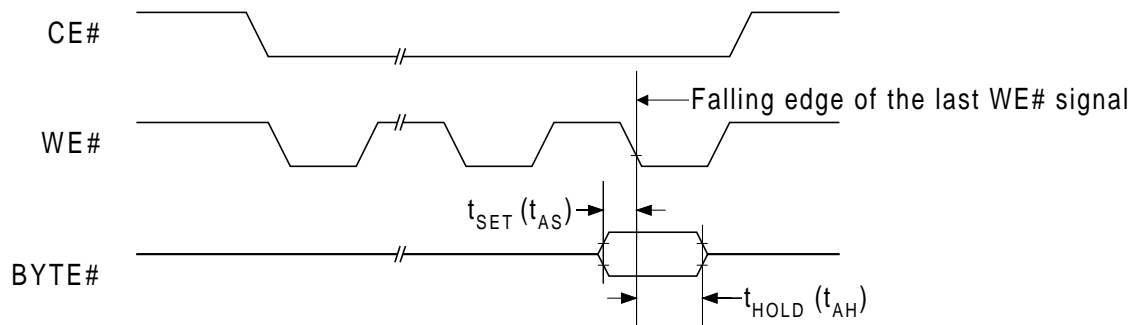 CE#
Falling edge of the last WE# signal
WE#
tSET (tAS)
BYTE#
tHOLD (tAH)